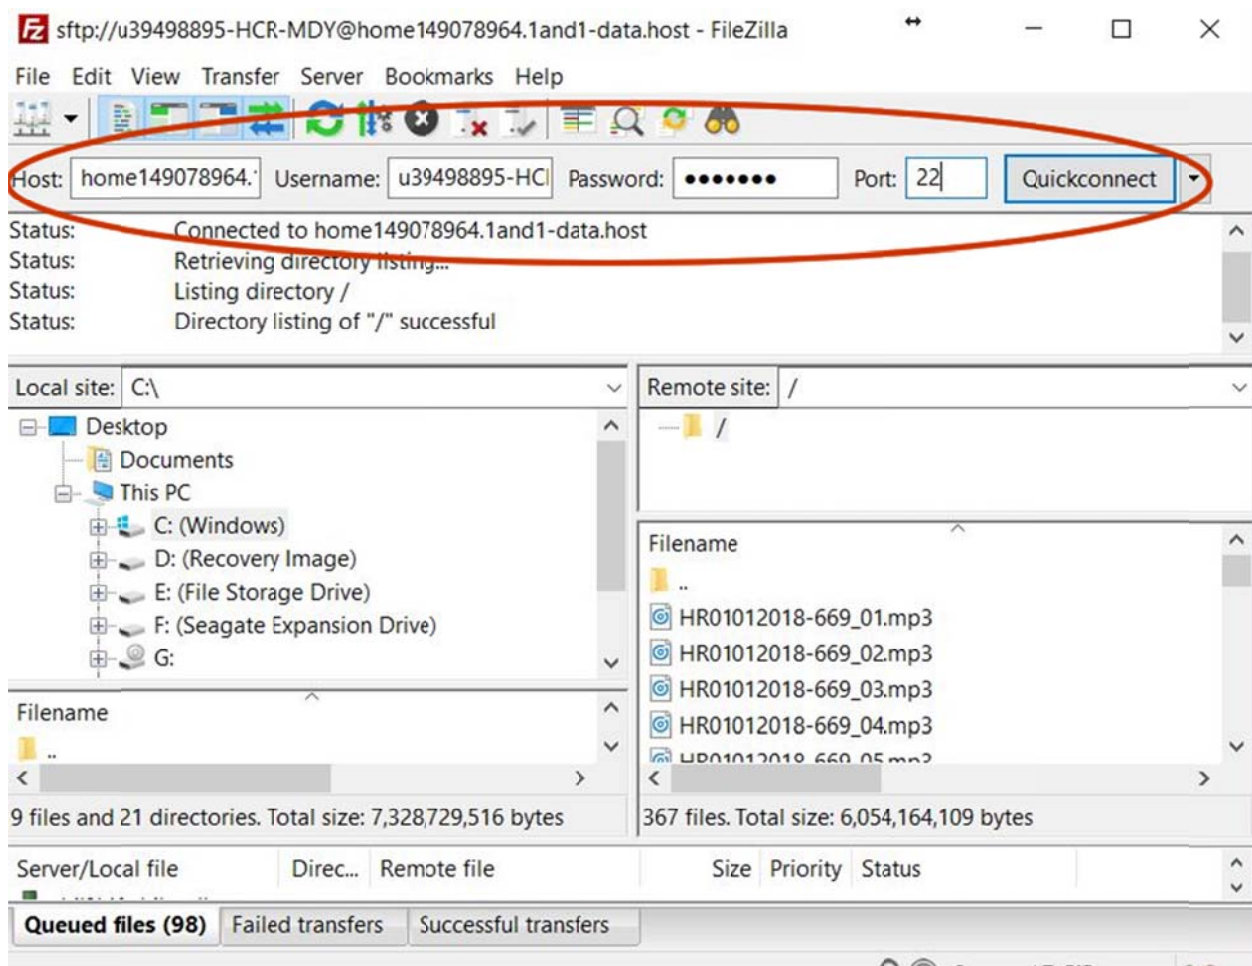 sftp://u39498895-HCR-MDY@home149078964.1and1-data.host - FileZilla
File Edit View Transfer Server Bookmarks Help
Host: home149078964. Username: u39498895-HC Password: ●●●●●●● Port: 22 Quickconnect
Status: Connected to home149078964.1and1-data.host
Status: Retrieving directory listing...
Status: Listing directory /
Status: Directory listing of "/" successful
Local site: C:\
Desktop
Documents
This PC
C: (Windows)
D: (Recovery Image)
E: (File Storage Drive)
F: (Seagate Expansion Drive)
G:
Filename
..
9 files and 21 directories. Total size: 7,328,729,516 bytes
Remote site: /
/
Filename
..
HR01012018-669_01.mp3
HR01012018-669_02.mp3
HR01012018-669_03.mp3
HR01012018-669_04.mp3
HR01012018-669_05.mp3
367 files. Total size: 6,054,164,109 bytes
Server/Local file Direc... Remote file Size Priority Status
Queued files (98) Failed transfers Successful transfers